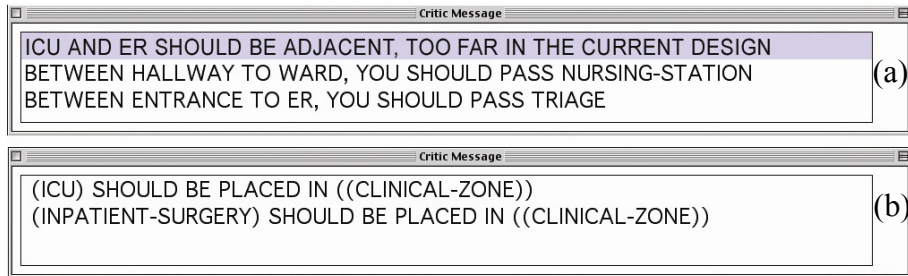 Critic Message
ICU AND ER SHOULD BE ADJACENT, TOO FAR IN THE CURRENT DESIGN
BETWEEN HALLWAY TO WARD, YOU SHOULD PASS NURSING-STATION
BETWEEN ENTRANCE TO ER, YOU SHOULD PASS TRIAGE
(a)
Critic Message
(ICU) SHOULD BE PLACED IN ((CLINICAL-ZONE))
(INPATIENT-SURGERY) SHOULD BE PLACED IN ((CLINICAL-ZONE))
(b)